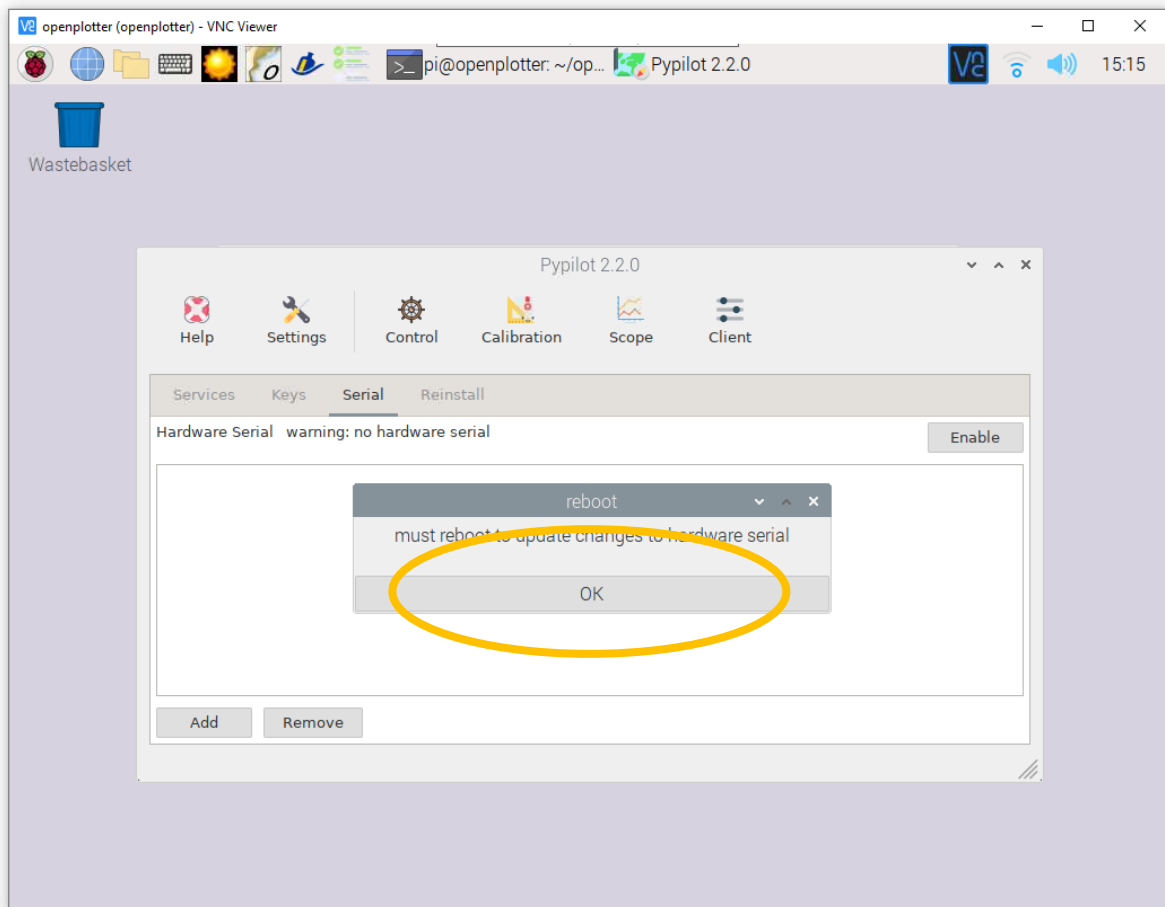 openplotter (openplotter) - VNC Viewer
pi@openplotter: ~/op... Pypilot 2.2.0 15:15
Wastebasket
Pypilot 2.2.0
Help Settings Control Calibration Scope Client
Services Keys Serial Reinstall
Hardware Serial warning: no hardware serial
Enable
reboot
must reboot to update changes to hardware serial
OK
Add Remove